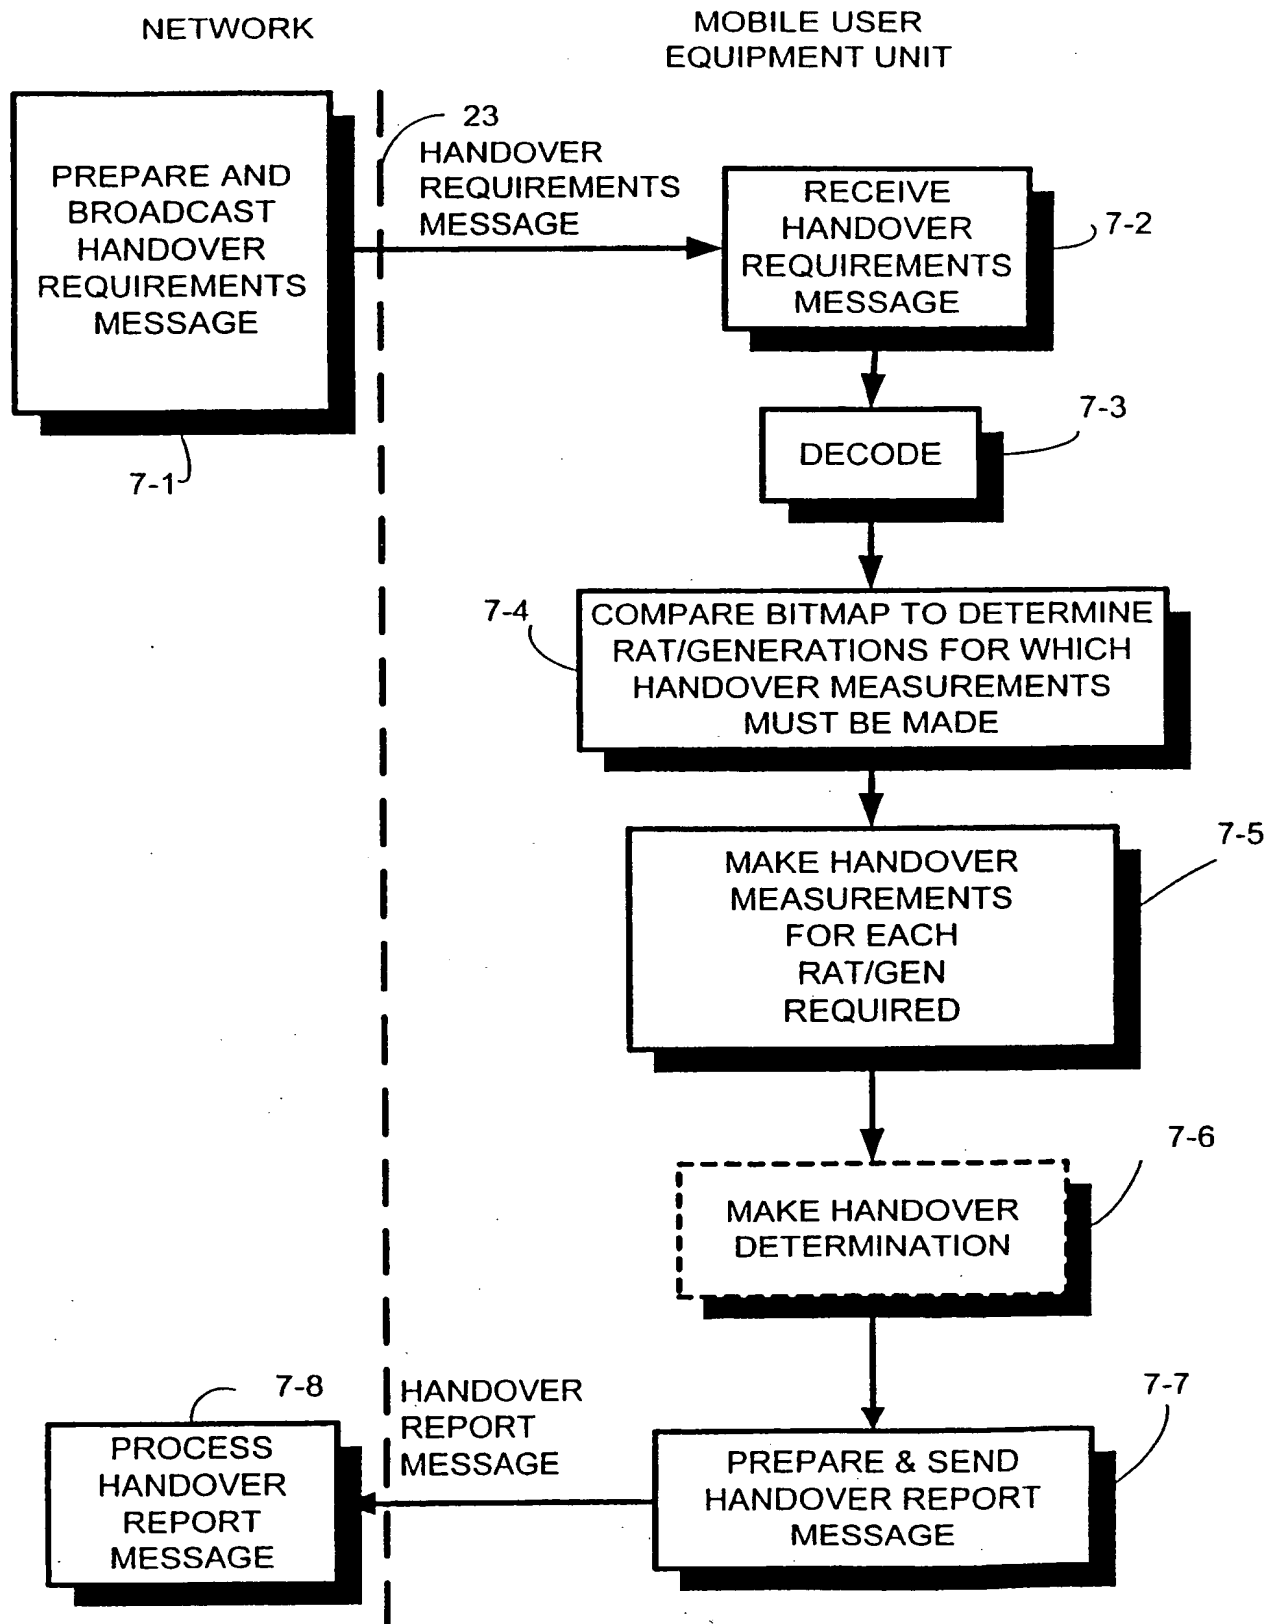 NETWORK
MOBILE USER
EQUIPMENT UNIT
PREPARE AND
BROADCAST
HANDOVER
REQUIREMENTS
MESSAGE
7-1
23
HANDOVER
REQUIREMENTS
MESSAGE
RECEIVE
HANDOVER
REQUIREMENTS
MESSAGE
7-2
DECODE
7-3
7-4
COMPARE BITMAP TO DETERMINE
RAT/GENERATIONS FOR WHICH
HANDOVER MEASUREMENTS
MUST BE MADE
MAKE HANDOVER
MEASUREMENTS
FOR EACH
RAT/GEN
REQUIRED
7-5
MAKE HANDOVER
DETERMINATION
7-6
PREPARE & SEND
HANDOVER REPORT
MESSAGE
7-7
HANDOVER
REPORT
MESSAGE
7-8
PROCESS
HANDOVER
REPORT
MESSAGE